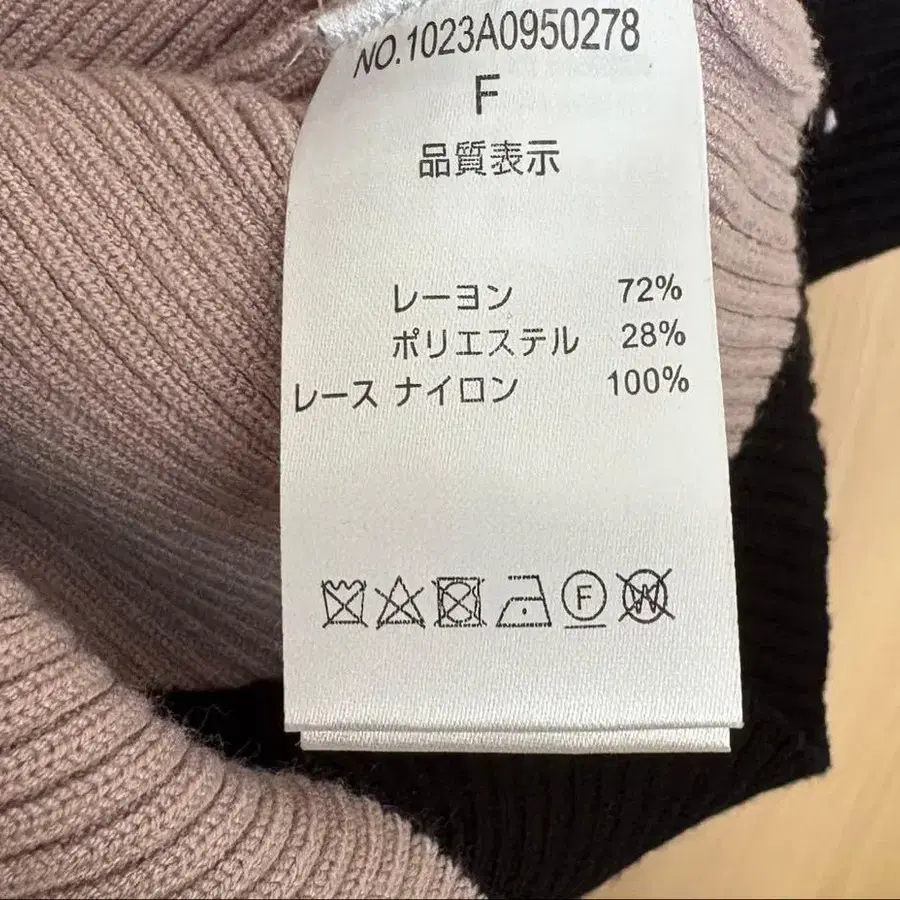 NO.1023A0950278
F
品質表示
レーヨン 72%
ポリエステル 28%
レース ナイロン 100%
F W